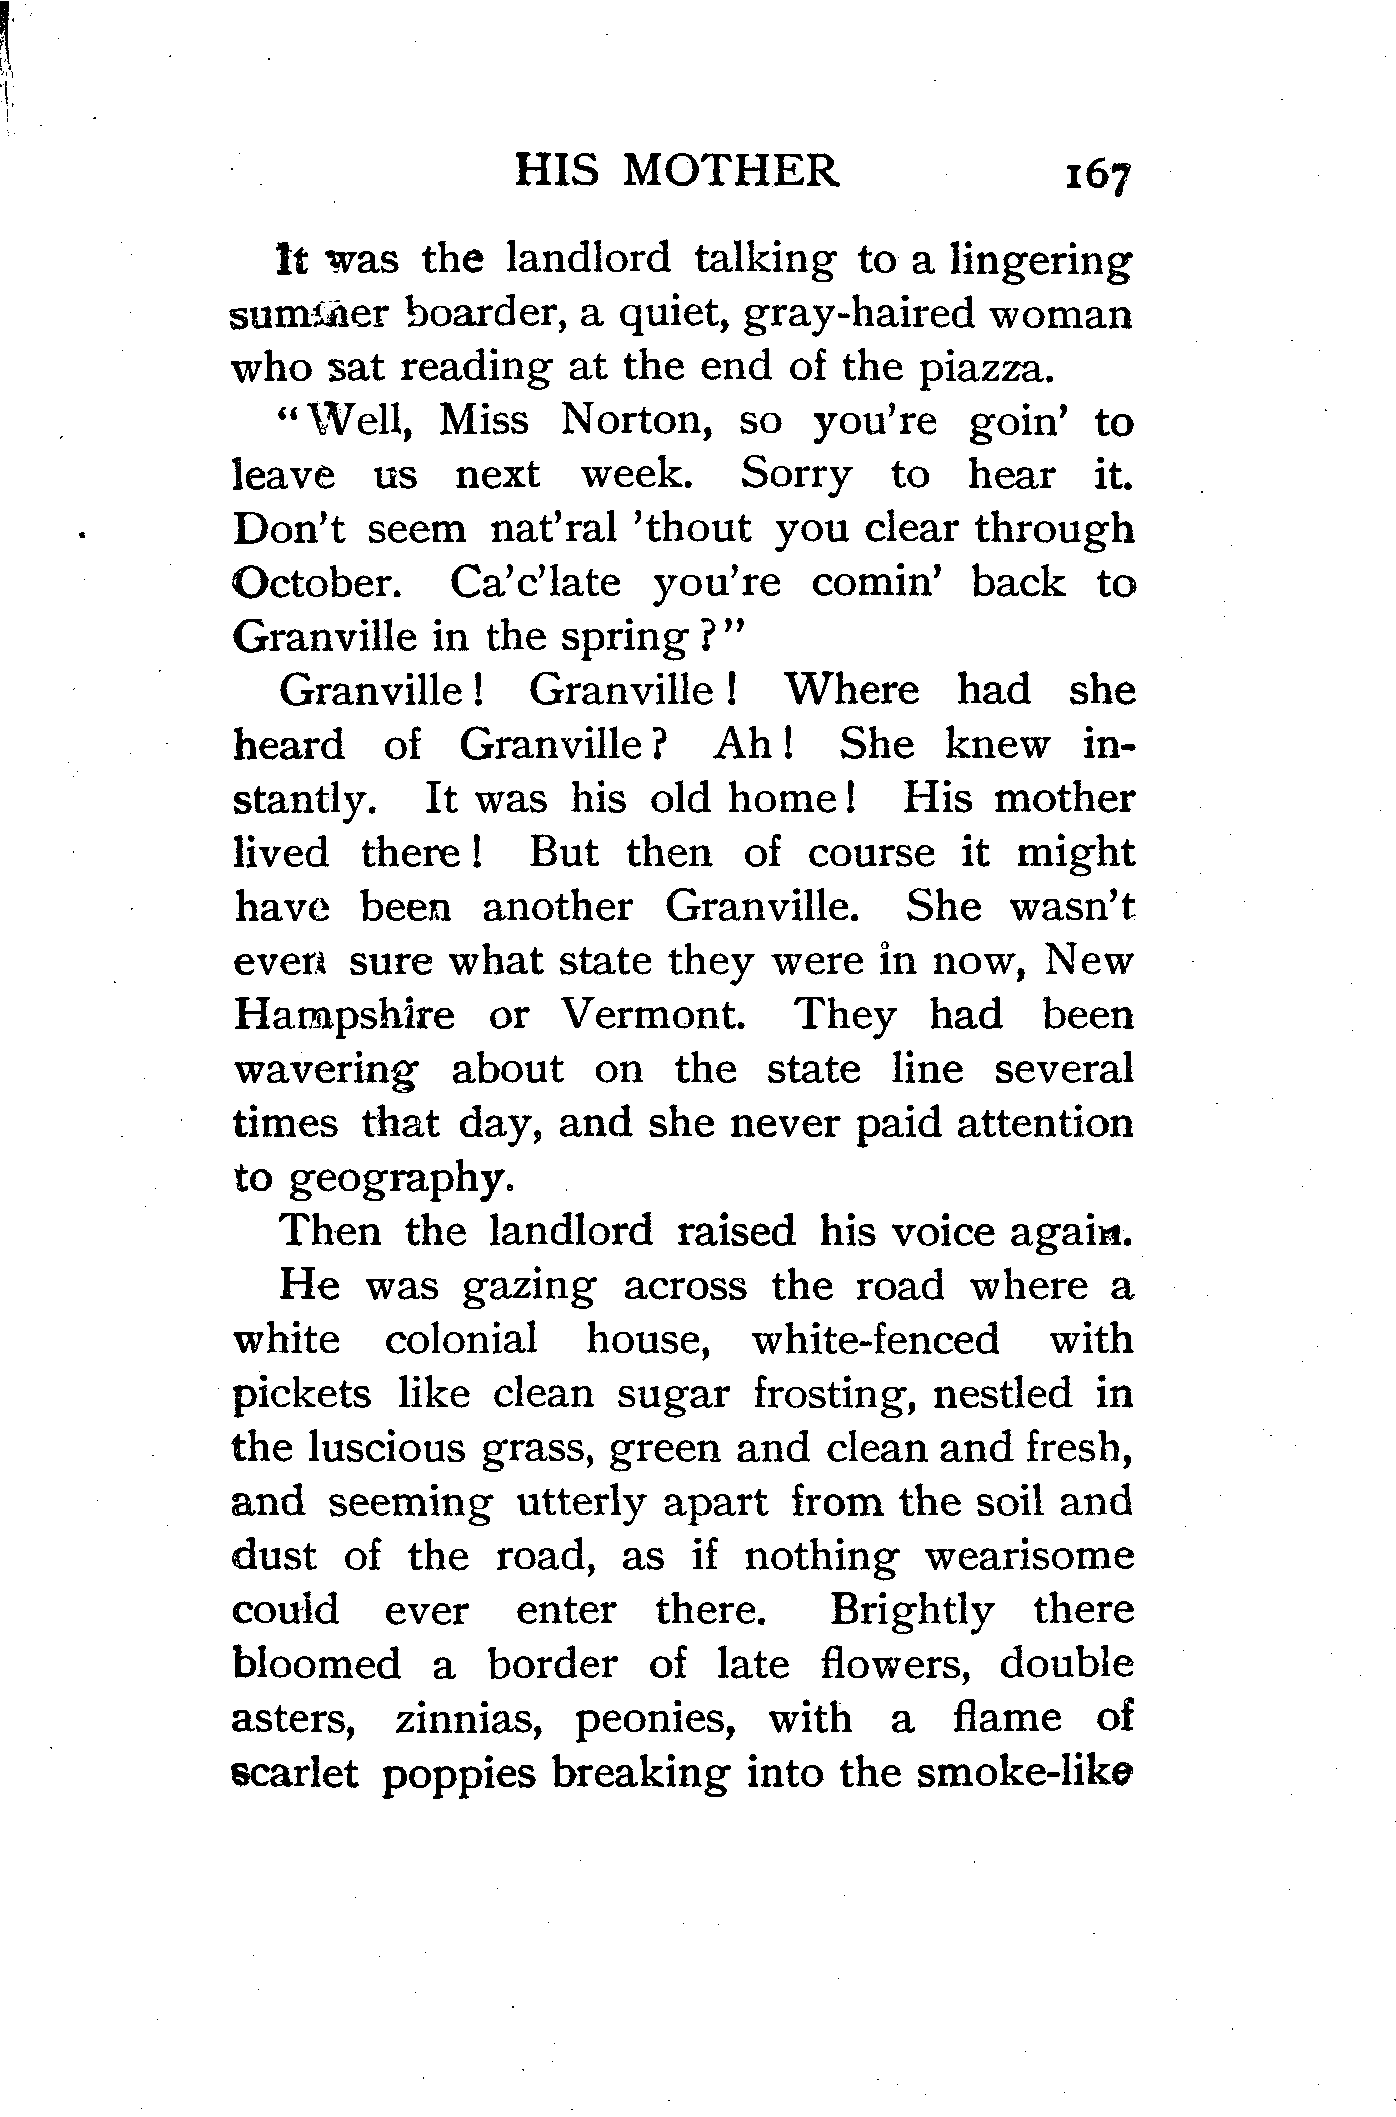 HIS MOTHER 167
It was the landlord talking to a lingering
summer boarder, a quiet, gray-haired woman
who sat reading at the end of the piazza.
“Well, Miss Norton, so you're goin' to
leave us next week. Sorry to hear it.
Don't seem nat'ral 'thout you clear through
October. Ca'c'late you're comin' back to
Granville in the spring?”
Granville! Granville! Where had she
heard of Granville? Ah! She knew in-
stantly. It was his old home! His mother
lived there! But then of course it might
have been another Granville. She wasn't
even sure what state they were in now, New
Hampshire or Vermont. They had been
wavering about on the state line several
times that day, and she never paid attention
to geography.
Then the landlord raised his voice again.
He was gazing across the road where a
white colonial house, white-fenced with
pickets like clean sugar frosting, nestled in
the luscious grass, green and clean and fresh,
and seeming utterly apart from the soil and
dust of the road, as if nothing wearisome
could ever enter there. Brightly there
bloomed a border of late flowers, double
asters, zinnias, peonies, with a flame of
scarlet poppies breaking into the smoke-like